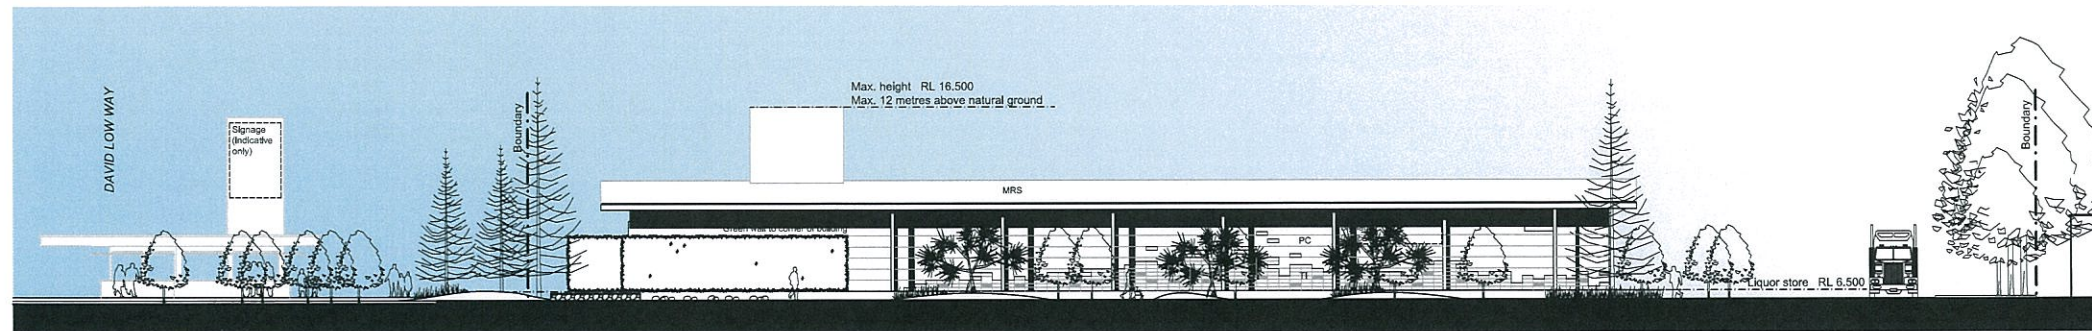 DAVID LOW WAY
Signage
(Indicative
only)
Boundary
Max. height   RL 16.500
Max. 12 metres above natural ground
MRS
Green wall to corner of building
PC
TI
Liquor store   RL 6.500
Boundary